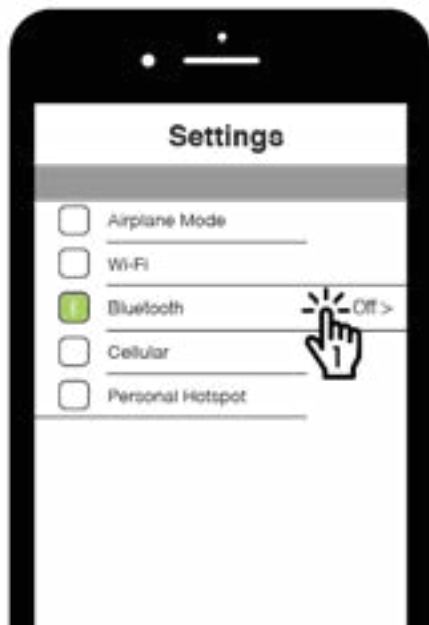 Settings
Airplane Mode
Wi-Fi
Bluetooth Off >
Cellular
Personal Hotspot
1